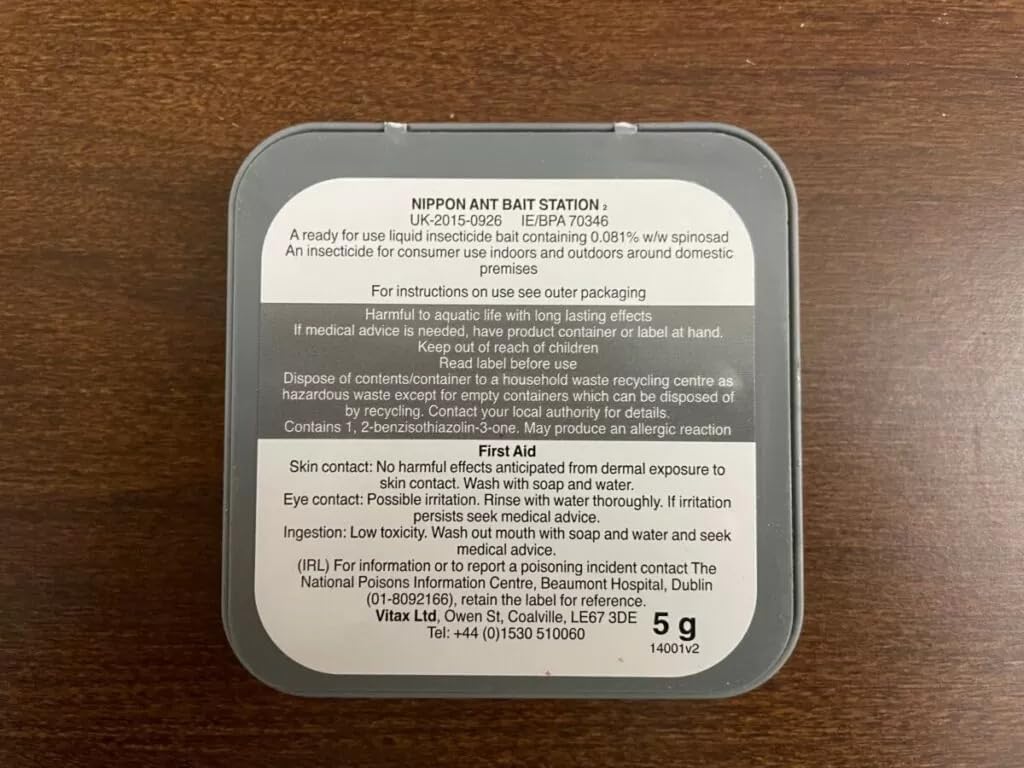 NIPPON ANT BAIT STATION 2
UK-2015-0926 IE/BPA 70346
A ready for use liquid insecticide bait containing 0.081% w/w spinosad
An insecticide for consumer use indoors and outdoors around domestic
premises
For instructions on use see outer packaging
Harmful to aquatic life with long lasting effects
If medical advice is needed, have product container or label at hand.
Keep out of reach of children
Read label before use
Dispose of contents/container to a household waste recycling centre as
hazardous waste except for empty containers which can be disposed of
by recycling. Contact your local authority for details.
Contains 1, 2-benzisothiazolin-3-one. May produce an allergic reaction
First Aid
Skin contact: No harmful effects anticipated from dermal exposure to
skin contact. Wash with soap and water.
Eye contact: Possible irritation. Rinse with water thoroughly. If irritation
persists seek medical advice.
Ingestion: Low toxicity. Wash out mouth with soap and water and seek
medical advice.
(IRL) For information or to report a poisoning incident contact The
National Poisons Information Centre, Beaumont Hospital, Dublin
(01-8092166), retain the label for reference.
Vitax Ltd, Owen St, Coalville, LE67 3DE
Tel: +44 (0)1530 510060
5 g
14001v2